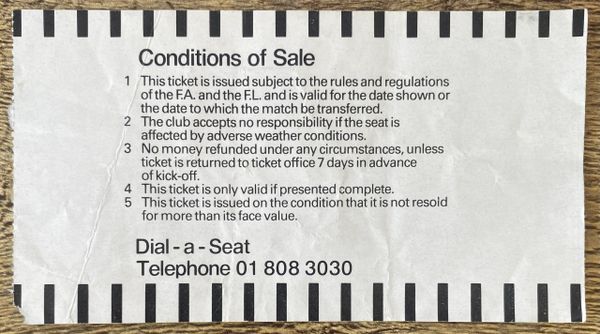 Conditions of Sale
1 This ticket is issued subject to the rules and regulations
of the F.A. and the F.L. and is valid for the date shown or
the date to which the match be transferred.
2 The club accepts no responsibility if the seat is
affected by adverse weather conditions.
3 No money refunded under any circumstances, unless
ticket is returned to ticket office 7 days in advance
of kick-off.
4 This ticket is only valid if presented complete.
5 This ticket is issued on the condition that it is not resold
for more than its face value.
Dial - a - Seat
Telephone 01 808 3030